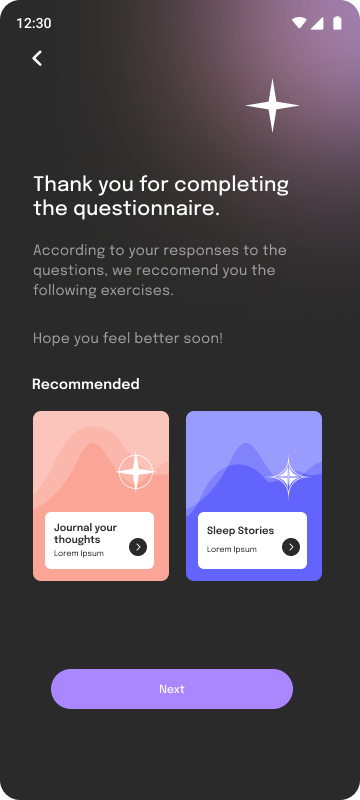 12:30
Thank you for completing
the questionnaire.
According to your responses to the
questions, we reccomend you the
following exercises.
Hope you feel better soon!
Recommended
Journal your
thoughts
Lorem Ipsum
Sleep Stories
Lorem Ipsum
Next